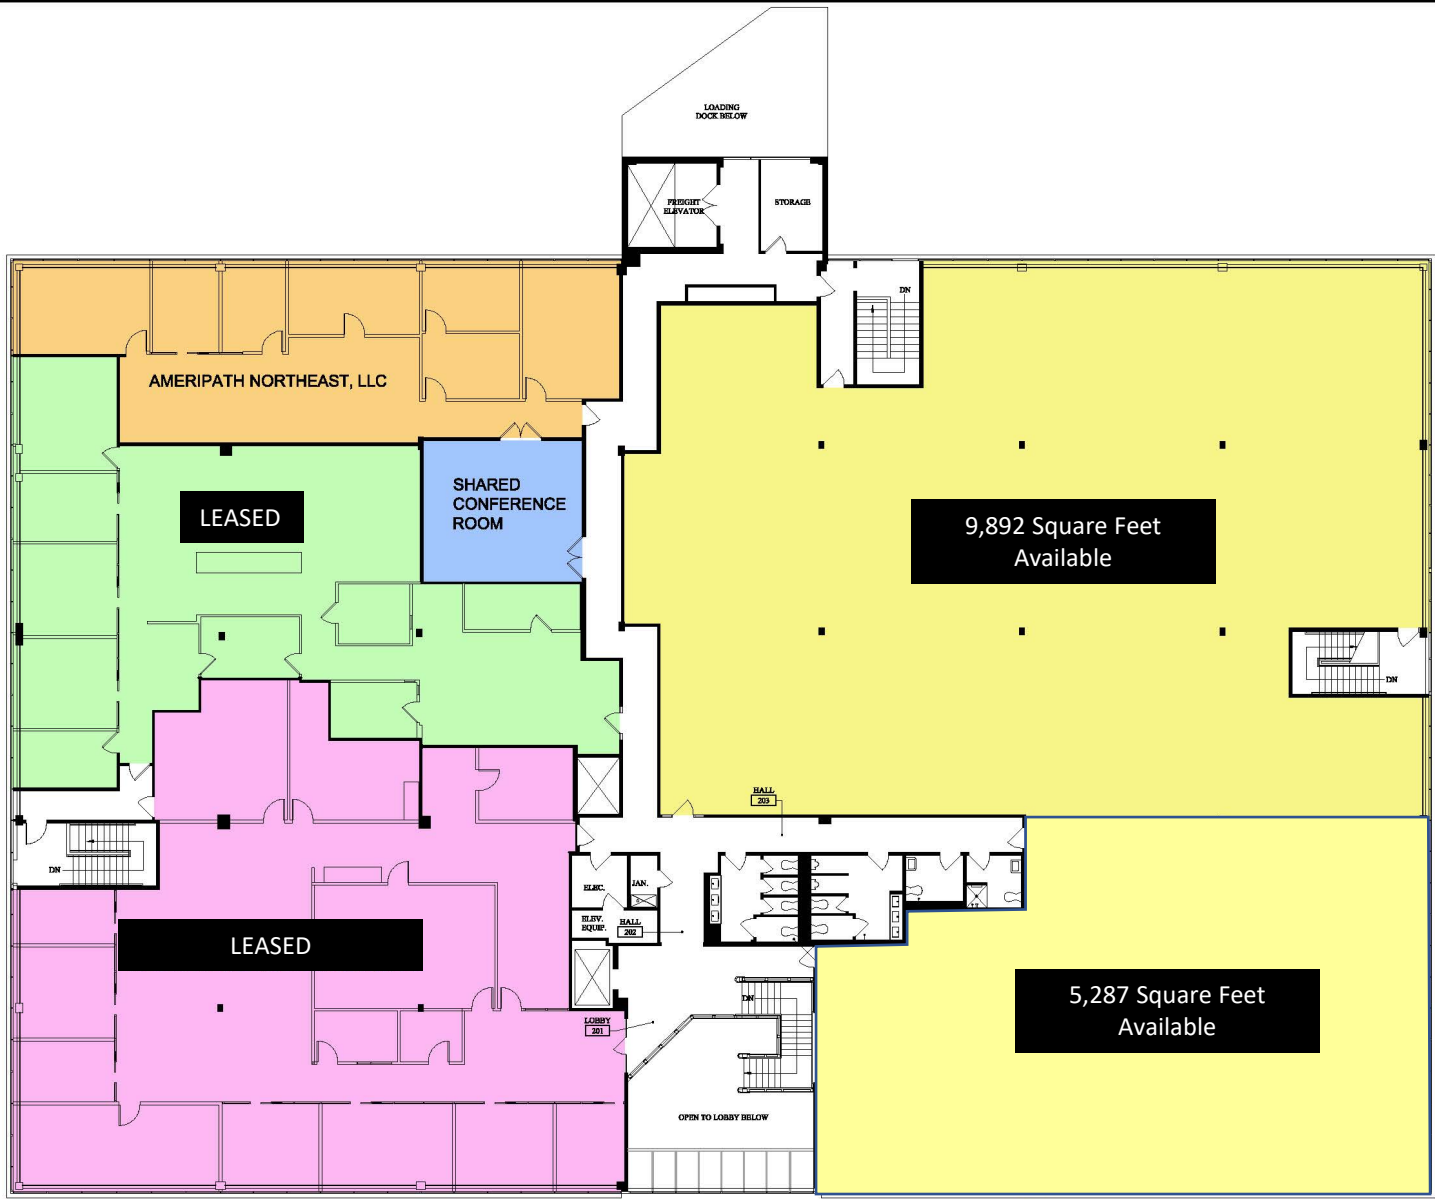 LOADING
DOCK BELOW
FREIGHT
ELEVATOR
STORAGE
DN
AMERIPATH NORTHEAST, LLC
SHARED
CONFERENCE
ROOM
LEASED
9,892 Square Feet
Available
DN
HALL
203
DN
ELEC.
JAN.
ELEV.
EQUIP.
HALL
202
LEASED
DN
5,287 Square Feet
Available
LOBBY
201
OPEN TO LOBBY BELOW